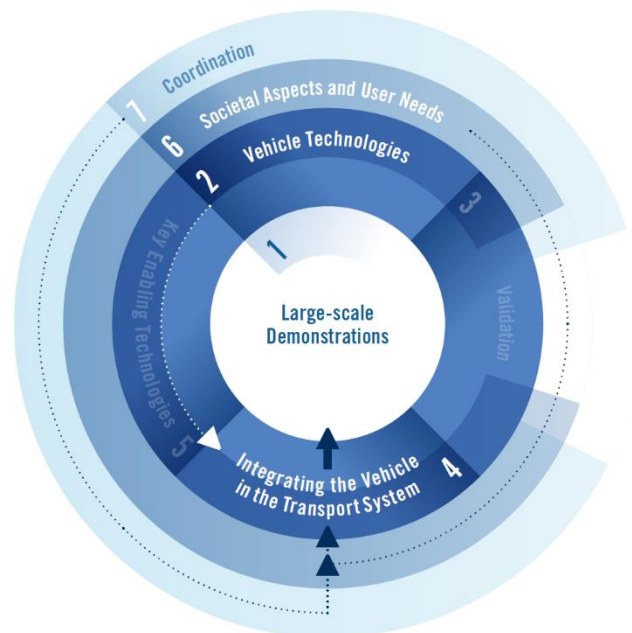 7 Coordination
6 Societal Aspects and User Needs
2 Vehicle Technologies
3 Validation
1 Large-scale
Demonstrations
5 Key Enabling Technologies
4 Integrating the Vehicle
in the Transport System